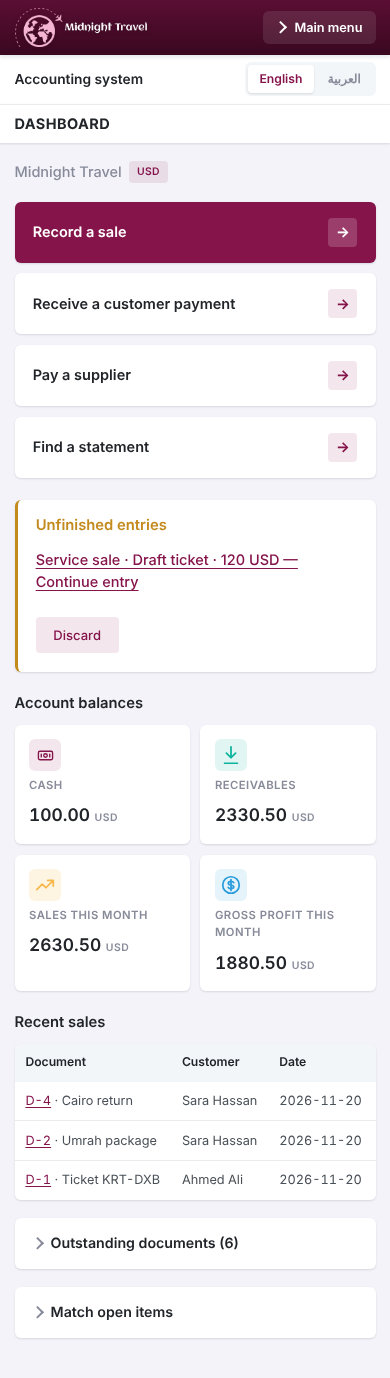 Midnight Travel
Main menu
Accounting system
English
العربية
DASHBOARD
Midnight Travel USD
Record a sale
Receive a customer payment
Pay a supplier
Find a statement
Unfinished entries
Service sale · Draft ticket · 120 USD —
Continue entry
Discard
Account balances
CASH
100.00 USD
RECEIVABLES
2330.50 USD
SALES THIS MONTH
2630.50 USD
GROSS PROFIT THIS
MONTH
1880.50 USD
Recent sales
Document Customer Date
D-4 · Cairo return Sara Hassan 2026-11-20
D-2 · Umrah package Sara Hassan 2026-11-20
D-1 · Ticket KRT-DXB Ahmed Ali 2026-11-20
Outstanding documents (6)
Match open items